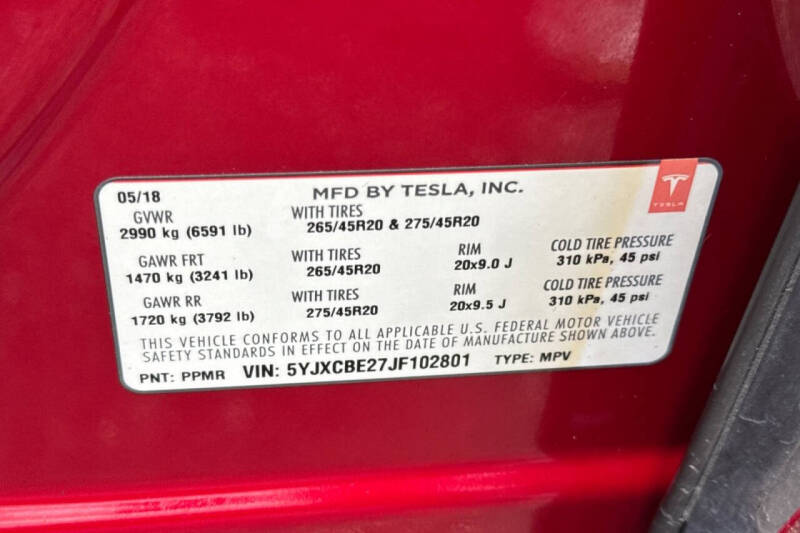 05/18 MFD BY TESLA, INC.
TESLA
GVWR WITH TIRES
2990 kg (6591 lb) 265/45R20 & 275/45R20
GAWR FRT WITH TIRES RIM COLD TIRE PRESSURE
1470 kg (3241 lb) 265/45R20 20x9.0 J 310 kPa, 45 psi
GAWR RR WITH TIRES RIM COLD TIRE PRESSURE
1720 kg (3792 lb) 275/45R20 20x9.5 J 310 kPa, 45 psi
THIS VEHICLE CONFORMS TO ALL APPLICABLE U.S. FEDERAL MOTOR VEHICLE
SAFETY STANDARDS IN EFFECT ON THE DATE OF MANUFACTURE SHOWN ABOVE.
PNT: PPMR VIN: 5YJXCBE27JF102801 TYPE: MPV